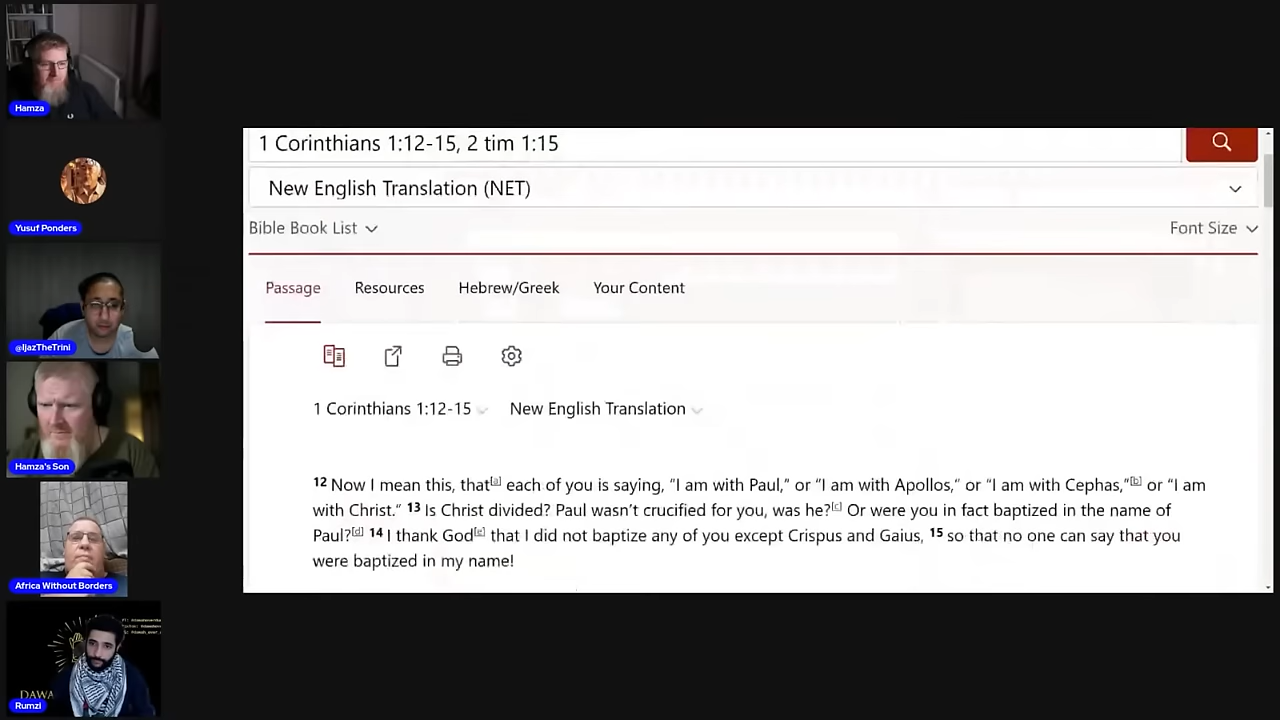 Hamza
Yusuf Ponders
@IjazTheTrini
Hamza's Son
Africa Without Borders
DAWA
Rumzi
1 Corinthians 1:12-15, 2 tim 1:15
New English Translation (NET)
Bible Book List
Font Size
Passage Resources Hebrew/Greek Your Content
1 Corinthians 1:12-15 New English Translation
12 Now I mean this, that[a] each of you is saying, “I am with Paul,” or “I am with Apollos,” or “I am with Cephas,”[b] or “I am
with Christ.” 13 Is Christ divided? Paul wasn’t crucified for you, was he?[c] Or were you in fact baptized in the name of
Paul?[d] 14 I thank God[e] that I did not baptize any of you except Crispus and Gaius, 15 so that no one can say that you
were baptized in my name!